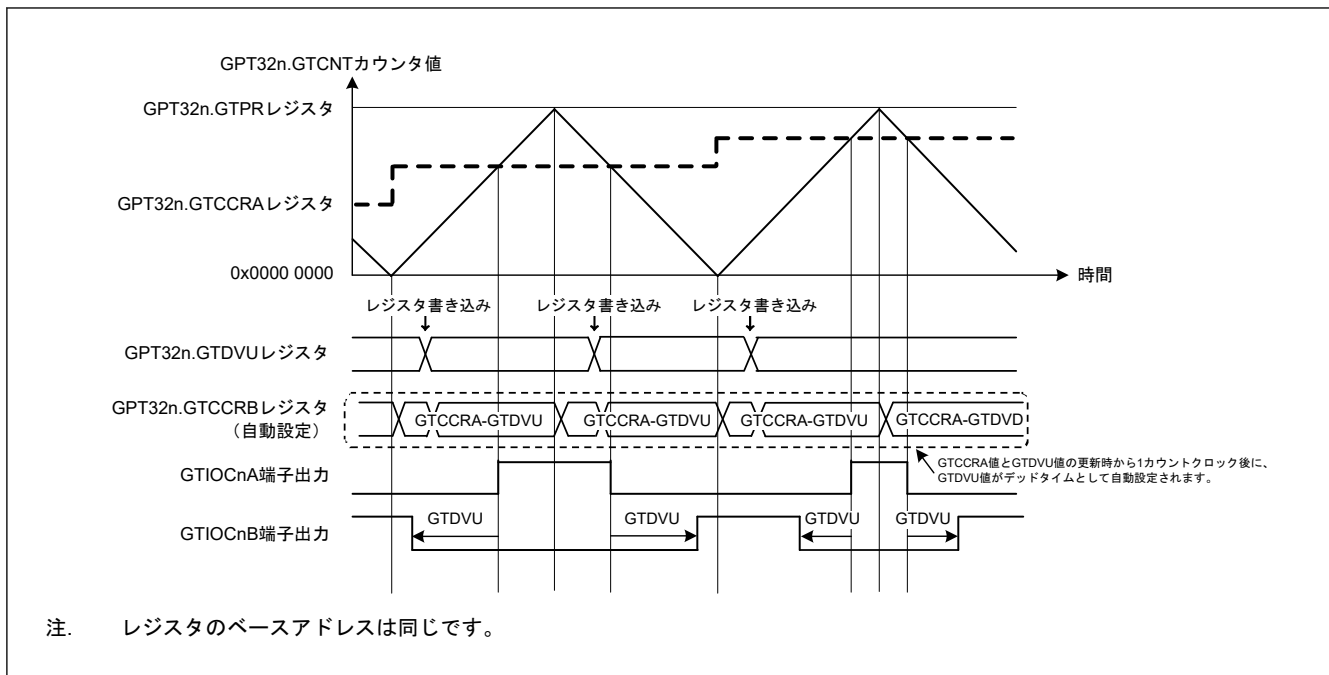 GPT32n.GTCNTカウンタ値
GPT32n.GTPRレジスタ
GPT32n.GTCCRAレジスタ
0x0000 0000
時間
レジスタ書き込み レジスタ書き込み レジスタ書き込み
GPT32n.GTDVUレジスタ
GPT32n.GTCCRBレジスタ
（自動設定）
GTCCRA-GTDVU GTCCRA-GTDVU GTCCRA-GTDVU GTCCRA-GTDVD
GTCCRA値とGTDVU値の更新時から1カウントクロック後に、
GTDVU値がデッドタイムとして自動設定されます。
GTIOCnA端子出力
GTIOCnB端子出力
GTDVU GTDVU GTDVU GTDVU
注. レジスタのベースアドレスは同じです。